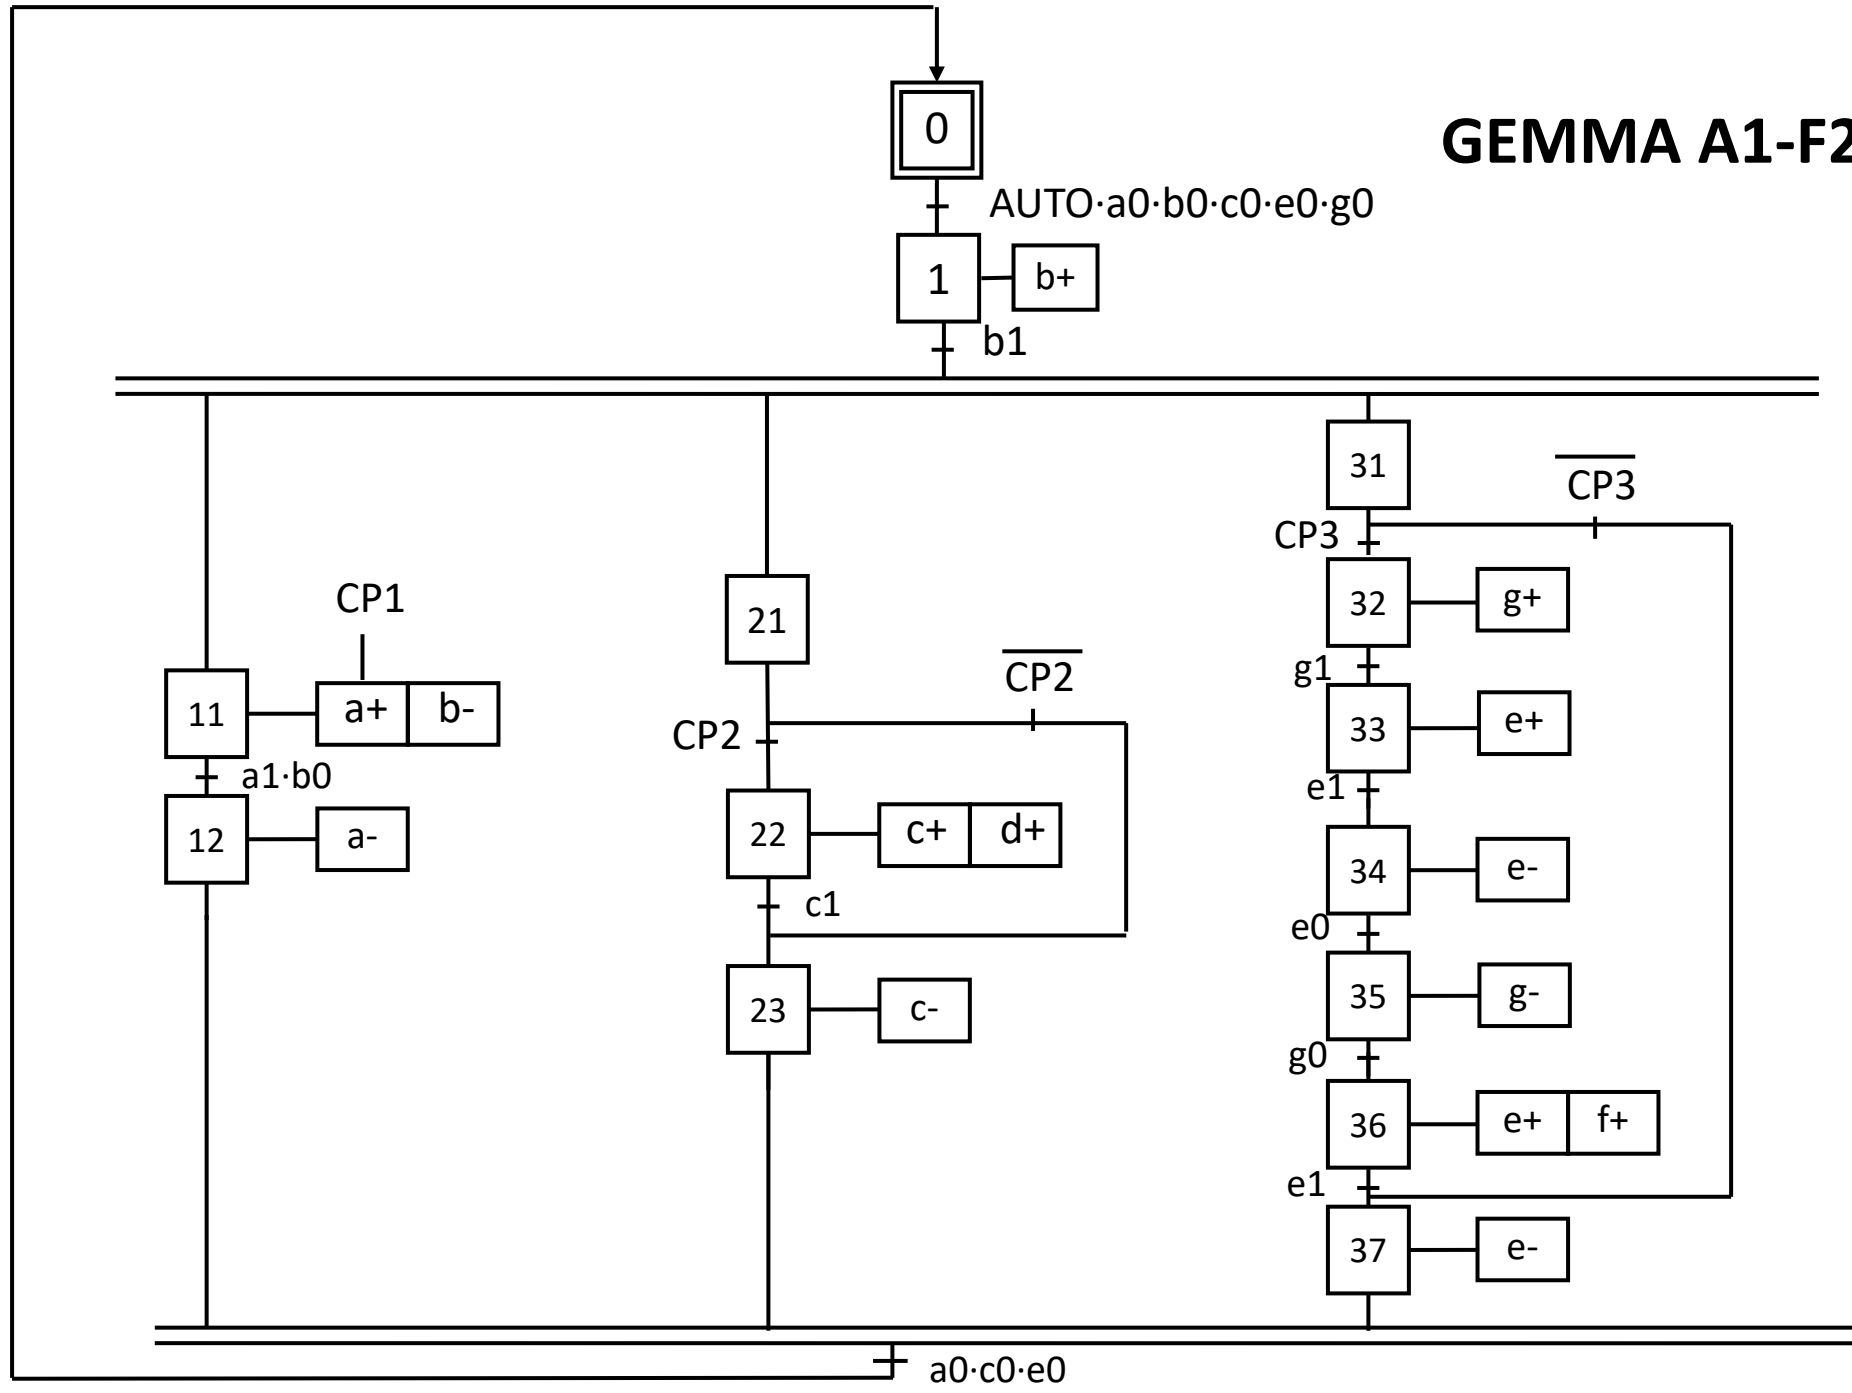 0
GEMMA A1-F2
AUTO·a0·b0·c0·e0·g0
1
b+
b1
31
CP3
CP3
32
g+
g1
33
e+
e1
34
e-
e0
35
g-
g0
36
e+ f+
e1
37
e-
CP1
11
a+ b-
a1·b0
12
a-
21
CP2
CP2
22
c+ d+
c1
23
c-
a0·c0·e0